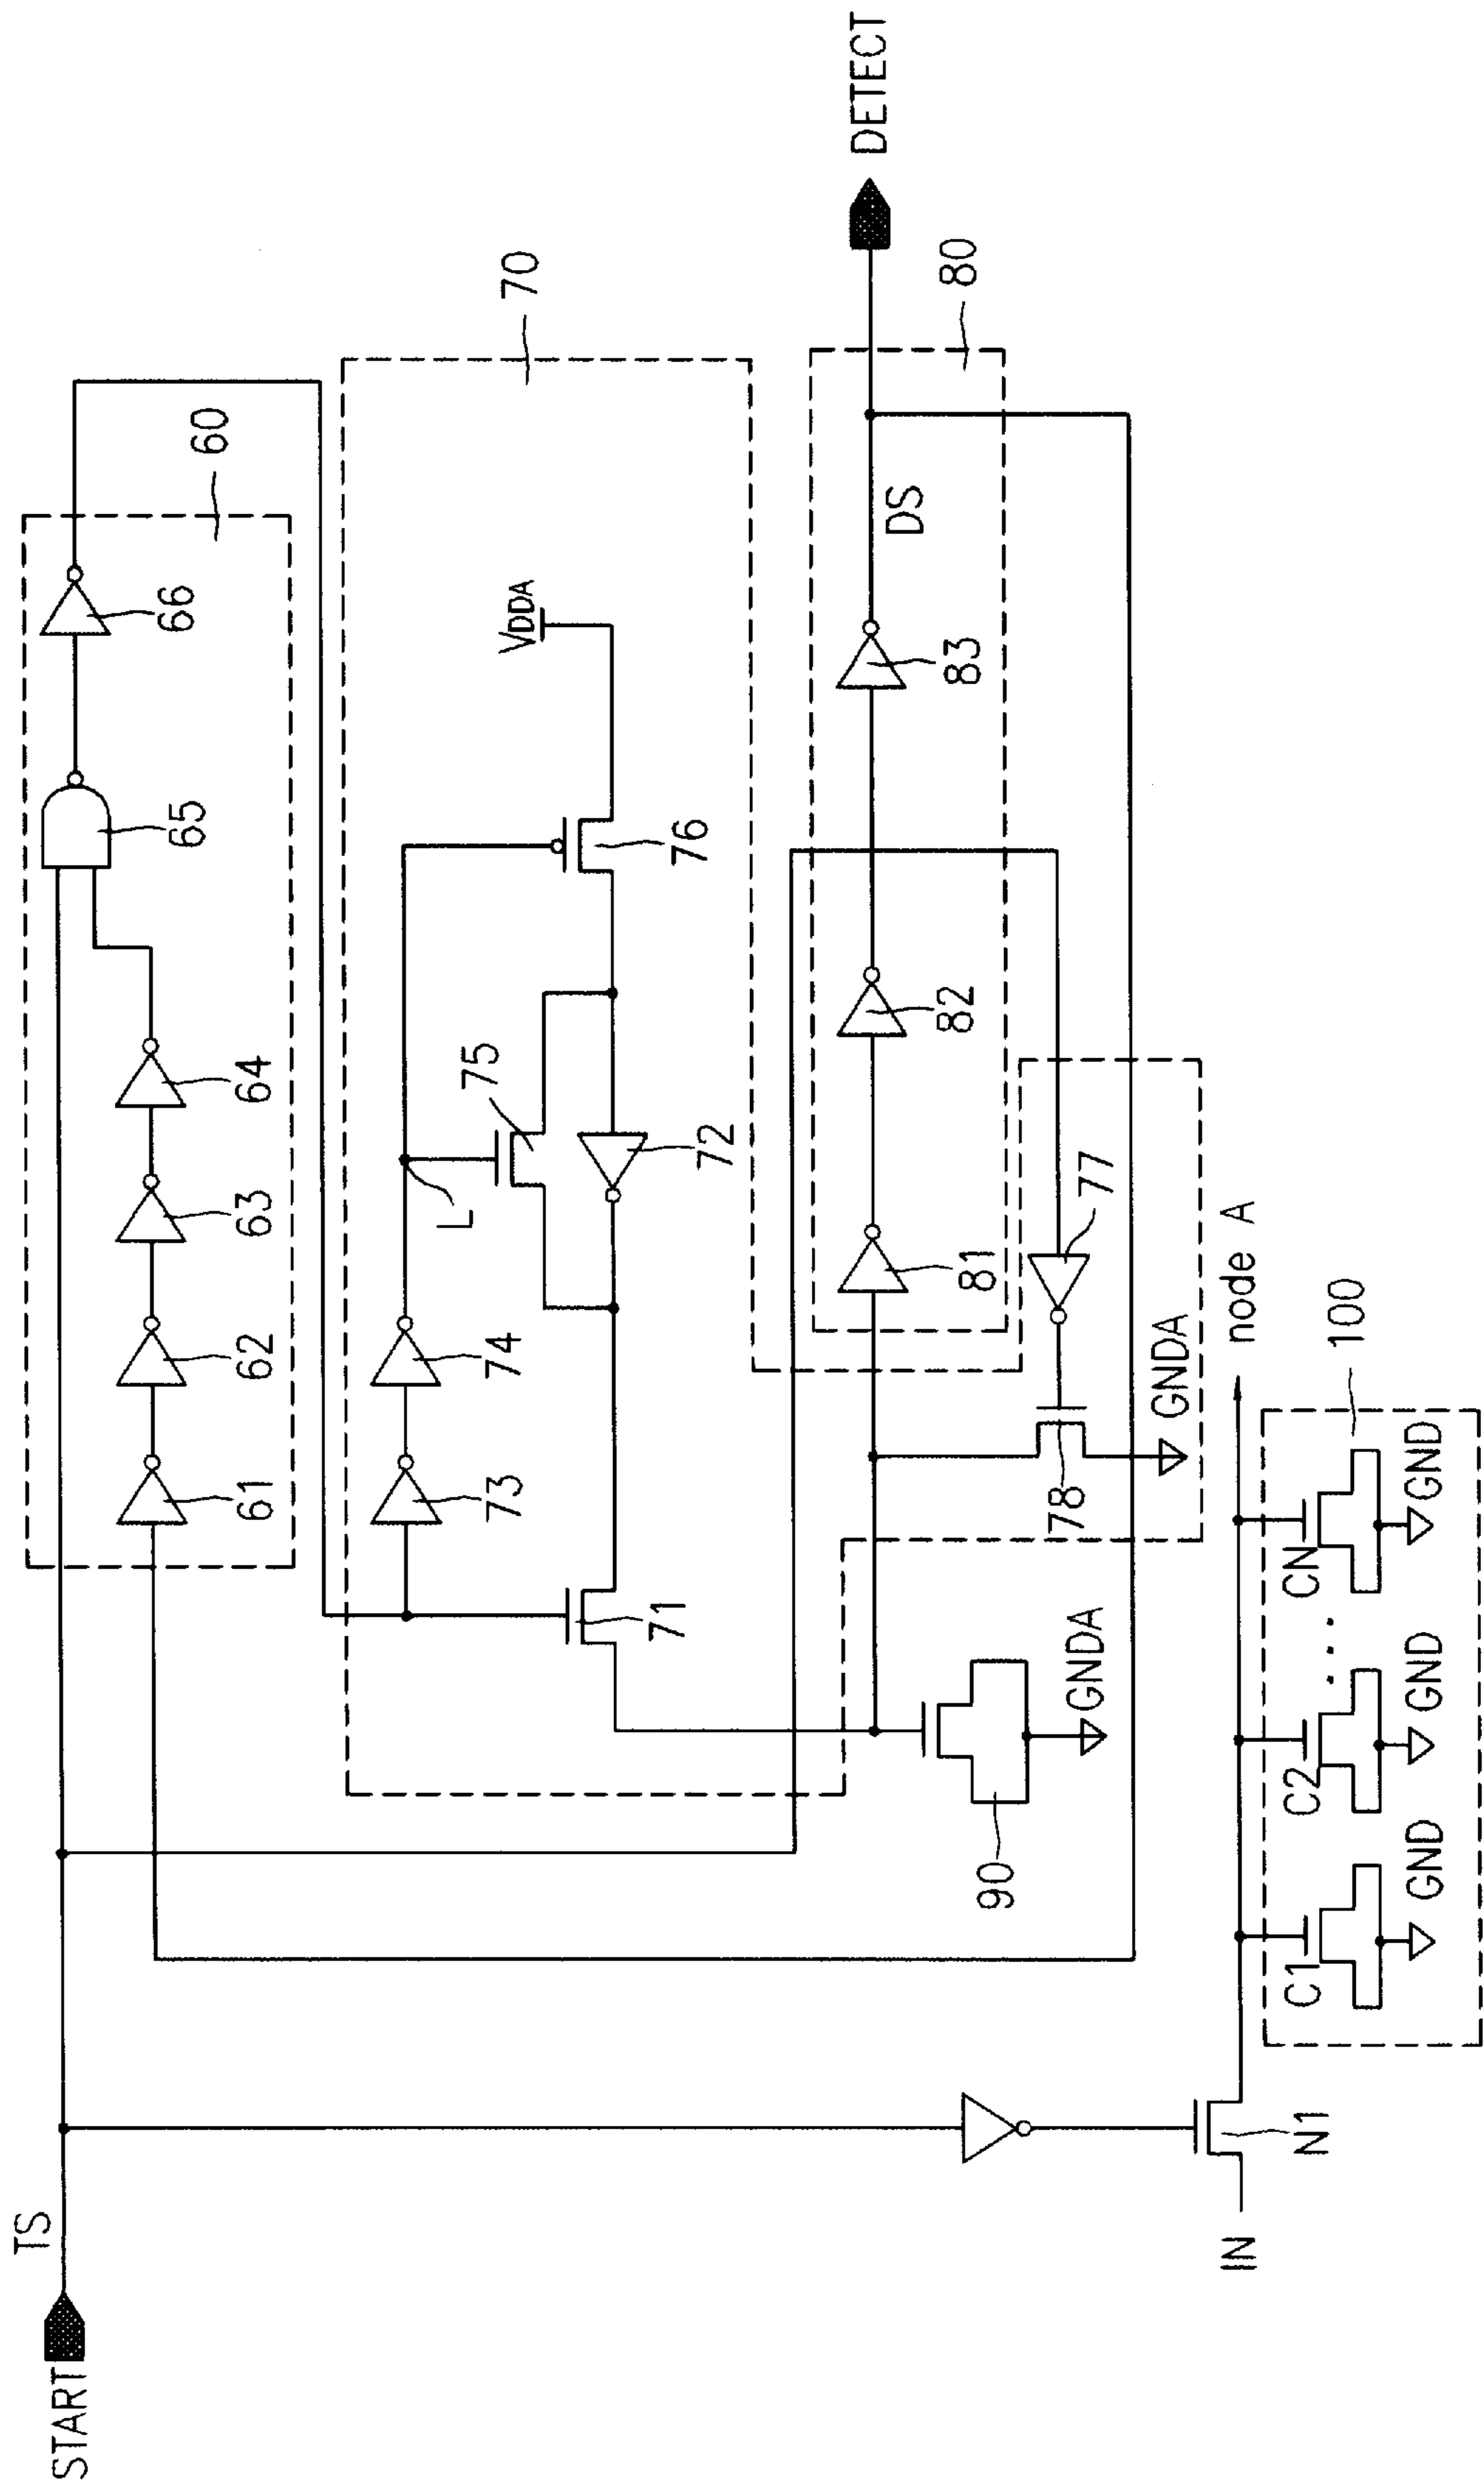 START
TS
61
62
63
64
65
66
60
73
74
L
75
76
VDDA
70
71
72
81
82
83
DS
80
DETECT
77
78
GNDA
90
GNDA
IN
N1
node A
C1
C2
...
CN
GND
GND
GND
100